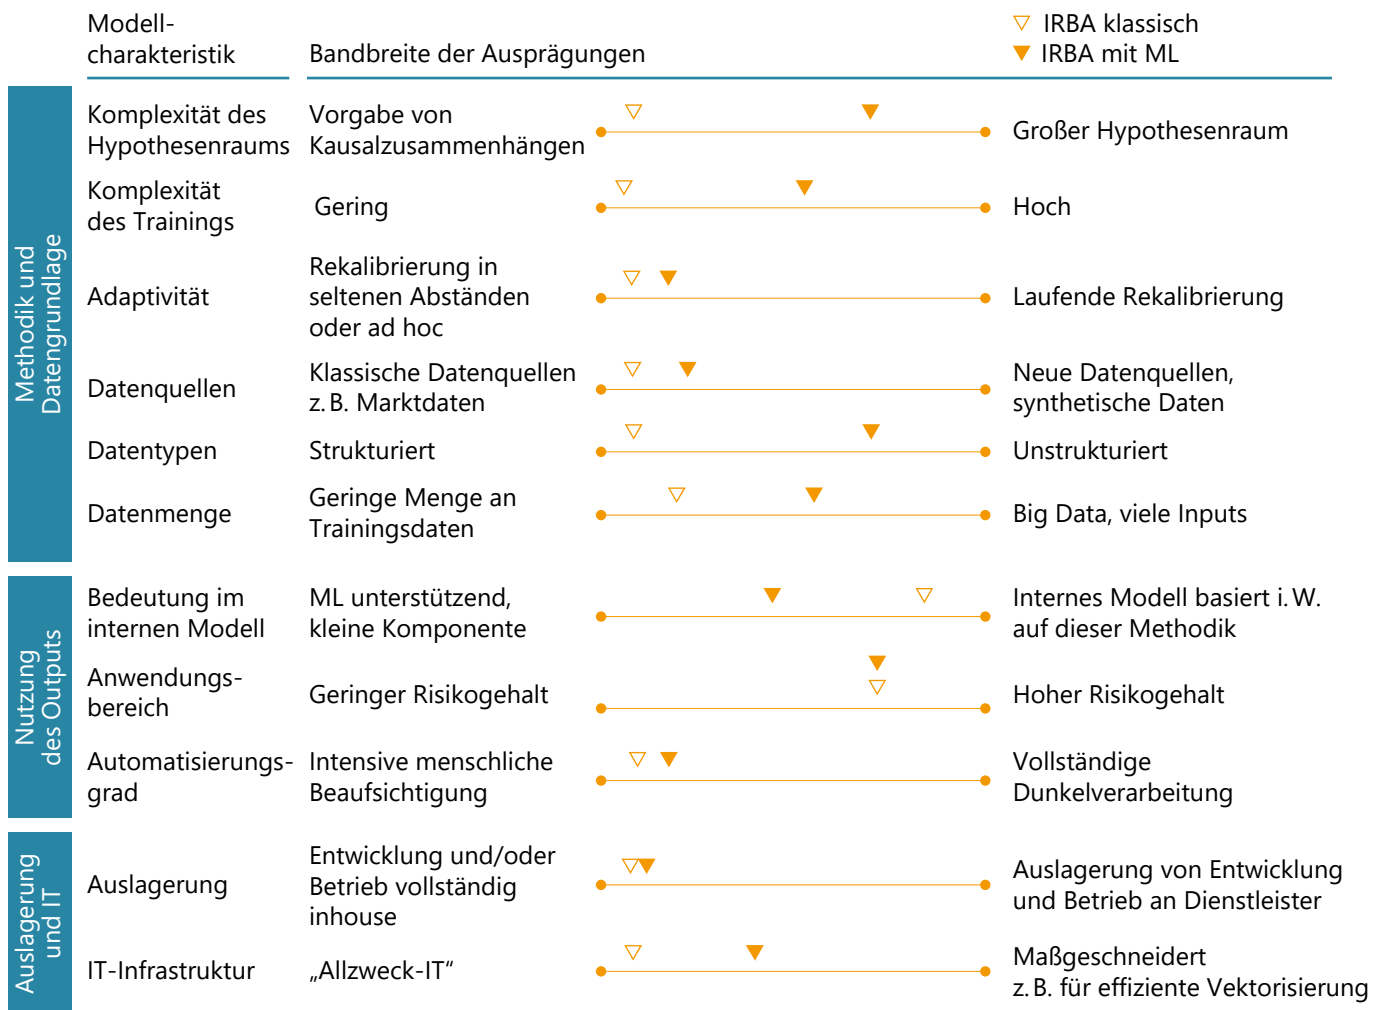 Modell-
charakteristik
Bandbreite der Ausprägungen
IRBA klassisch
IRBA mit ML
Methodik und
Datengrundlage
Komplexität des
Hypothesenraums
Vorgabe von
Kausalzusammenhängen
Großer Hypothesenraum
Komplexität
des Trainings
Gering
Hoch
Adaptivität
Rekalibrierung in
seltenen Abständen
oder ad hoc
Laufende Rekalibrierung
Datenquellen
Klassische Datenquellen
z. B. Marktdaten
Neue Datenquellen,
synthetische Daten
Datentypen
Strukturiert
Unstrukturiert
Datenmenge
Geringe Menge an
Trainingsdaten
Big Data, viele Inputs
Nutzung
des Outputs
Bedeutung im
internen Modell
ML unterstützend,
kleine Komponente
Internes Modell basiert i. W.
auf dieser Methodik
Anwendungs-
bereich
Geringer Risikogehalt
Hoher Risikogehalt
Automatisierungs-
grad
Intensive menschliche
Beaufsichtigung
Vollständige
Dunkelverarbeitung
Auslagerung
und IT
Auslagerung
Entwicklung und/oder
Betrieb vollständig
inhouse
Auslagerung von Entwicklung
und Betrieb an Dienstleister
IT-Infrastruktur
„Allzweck-IT“
Maßgeschneidert
z. B. für effiziente Vektorisierung